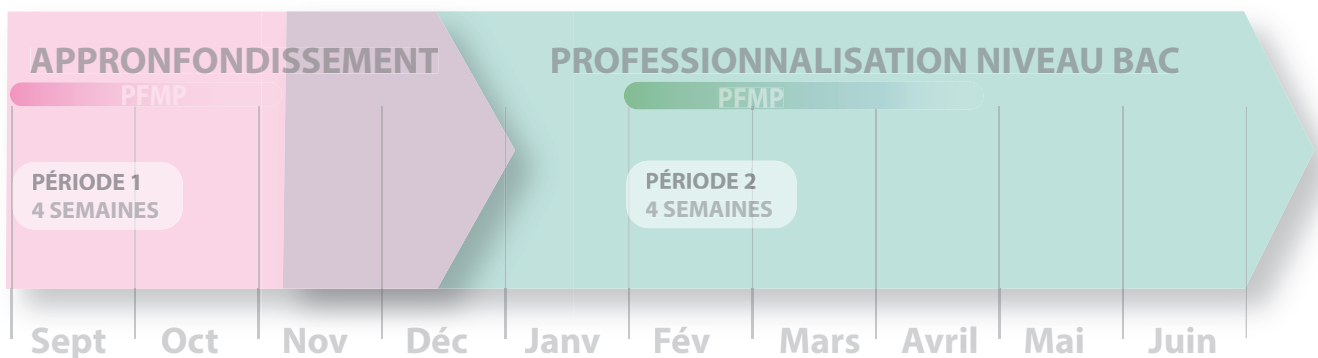 APPRONFONDISSEMENT PROFESSIONNALISATION NIVEAU BAC
PFMP PFMP
PÉRIODE 1
4 SEMAINES
PÉRIODE 2
4 SEMAINES
Sept Oct Nov Déc Janv Fév Mars Avril Mai Juin